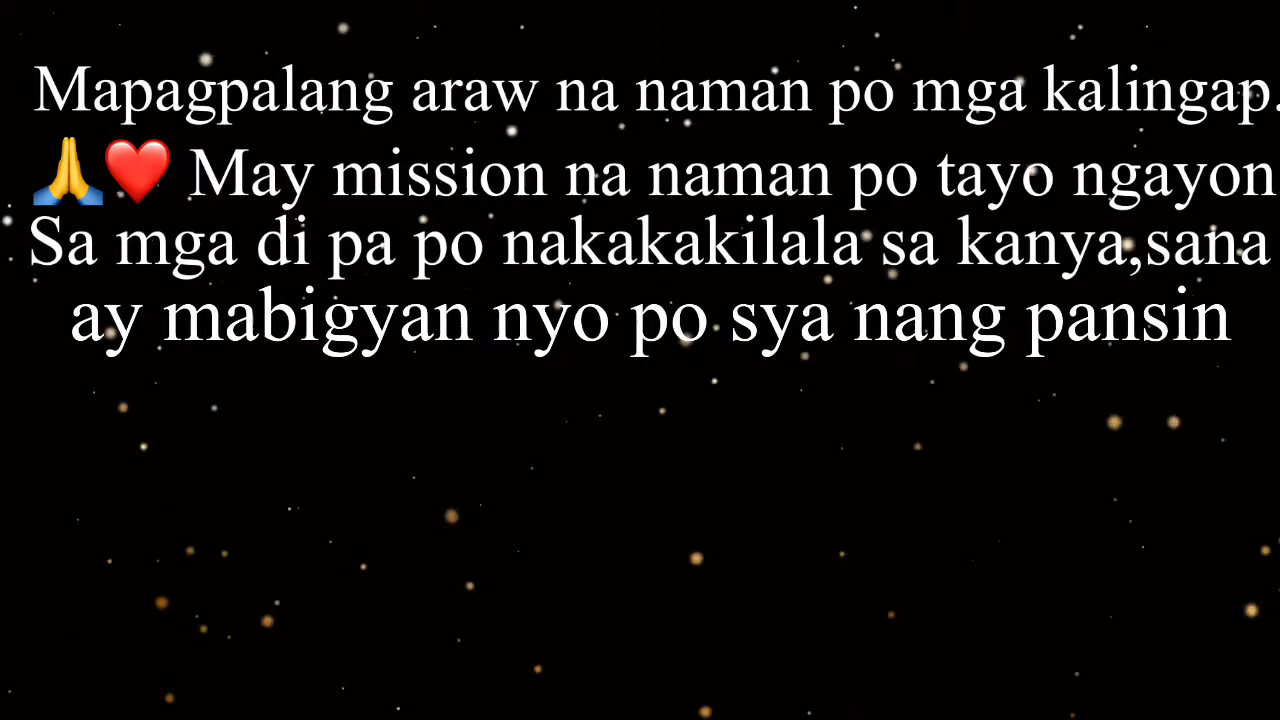 Mapagpalang araw na naman po mga kalingap.
🙏❤️ May mission na naman po tayo ngayon
Sa mga di pa po nakakakilala sa kanya,sana
ay mabigyan nyo po sya nang pansin